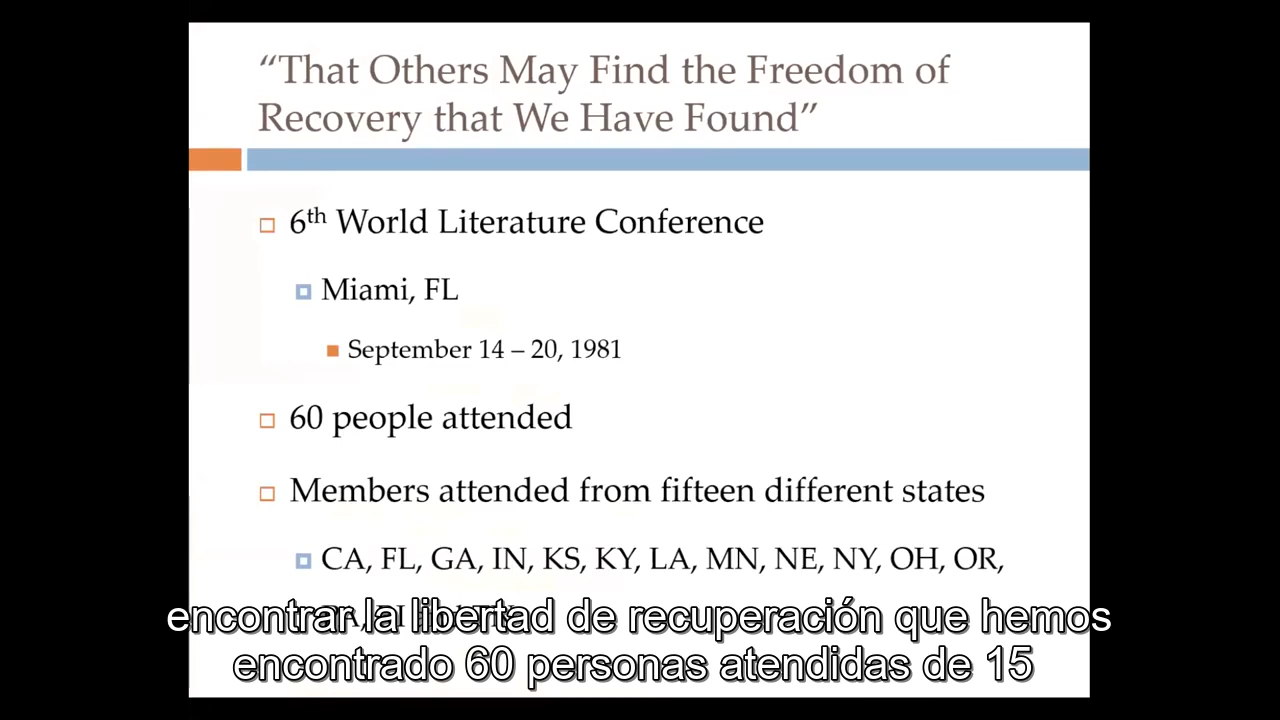 “That Others May Find the Freedom of
Recovery that We Have Found”
6th World Literature Conference
Miami, FL
September 14 – 20, 1981
60 people attended
Members attended from fifteen different states
CA, FL, GA, IN, KS, KY, LA, MN, NE, NY, OH, OR,
encontrar la libertad de recuperación que hemos
encontrado 60 personas atendidas de 15